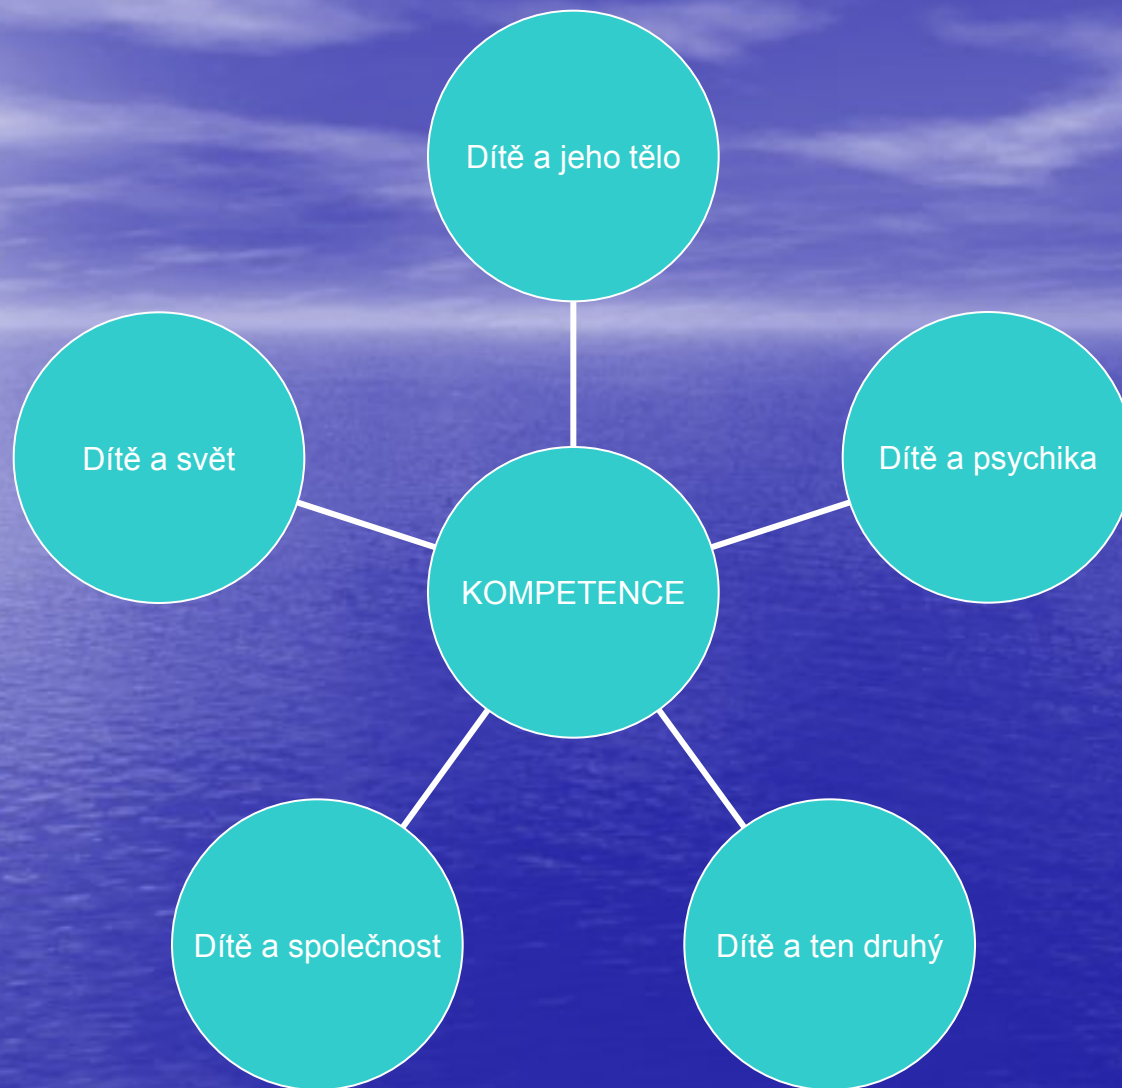 Dítě a jeho tělo
Dítě a svět
Dítě a psychika
KOMPETENCE
Dítě a společnost
Dítě a ten druhý